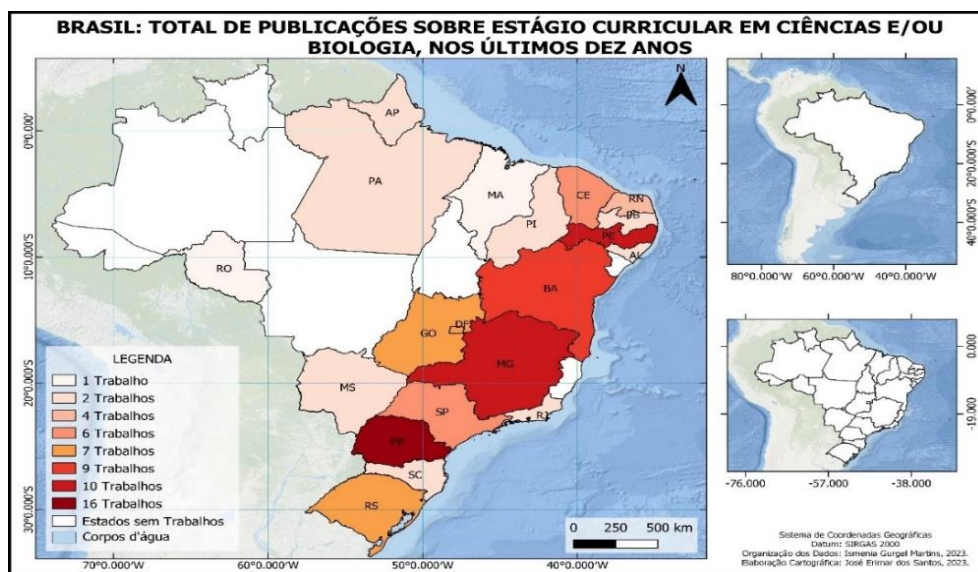 BRASIL: TOTAL DE PUBLICAÇÕES SOBRE ESTÁGIO CURRICULAR EM CIÊNCIAS E/OU
BIOLOGIA, NOS ÚLTIMOS DEZ ANOS
N
AP
PA
MA
CE
RN
PB
PI
PE
AL
RO
BA
DF
GO
MG
MS
SP
RJ
PR
SC
RS
LEGENDA
1 Trabalho
2 Trabalhos
4 Trabalhos
6 Trabalhos
7 Trabalhos
9 Trabalhos
10 Trabalhos
16 Trabalhos
Estados sem Trabalhos
Corpos d'água
0 250 500 km
0°0.000'
10°0.000'S
20°0.000'S
30°0.000'S
70°0.000'W 60°0.000'W 50°0.000'W 40°0.000'W
0°0.000'
20°0.000'S
40°0.000'S
80°0.000'W 60°0.000'W 40°0.000'W
0.000
-19.000
-76.000 -57.000 -38.000
Sistema de Coordenadas Geográficas
Datum: SIRGAS 2000
Organização dos Dados: Ismenia Gurgel Martins, 2023.
Elaboração Cartográfica: José Erimar dos Santos, 2023.